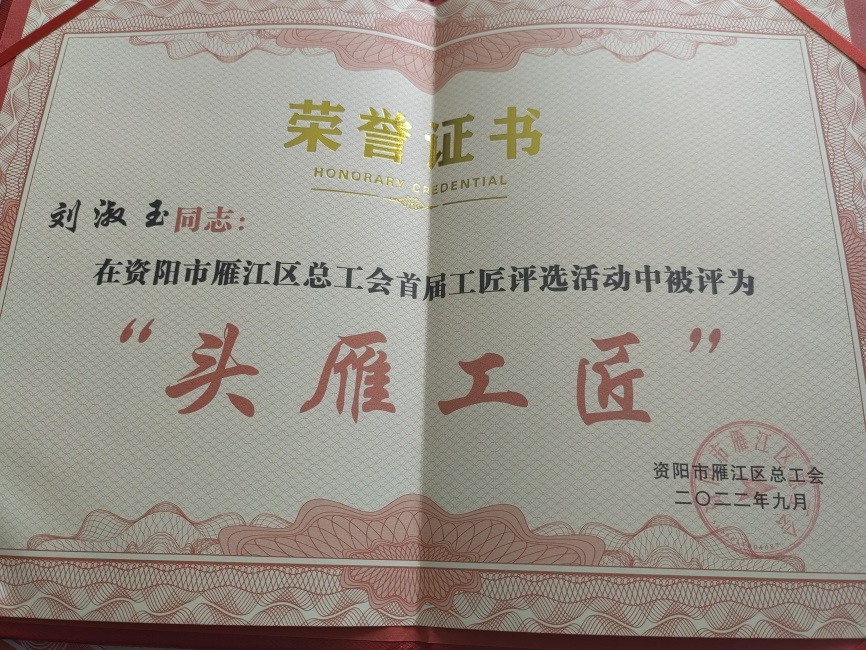 荣誉证书
HONORARY CREDENTIAL
刘淑玉同志：
在资阳市雁江区总工会首届工匠评选活动中被评为
“头雁工匠”
资阳市雁江区总工会
二〇二二年九月